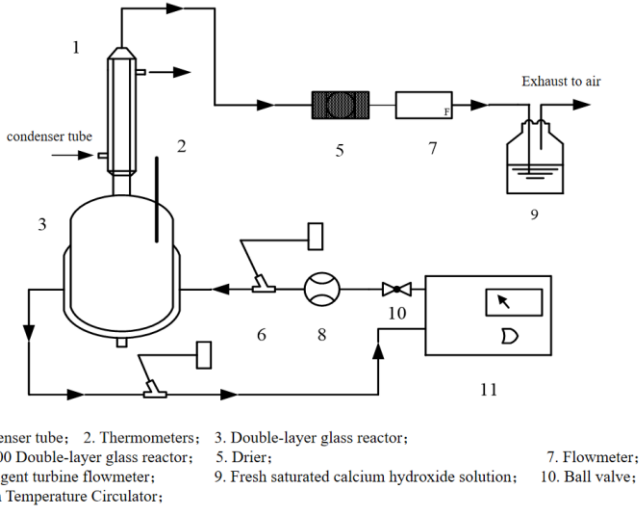 1
Exhaust to air
condenser tube
2
5
7
F
9
3
6
8
10
11
enser tube; 2. Thermometers; 3. Double-layer glass reactor;
00 Double-layer glass reactor; 5. Drier; 7. Flowmeter;
gent turbine flowmeter; 9. Fresh saturated calcium hydroxide solution; 10. Ball valve;
Temperature Circulator;